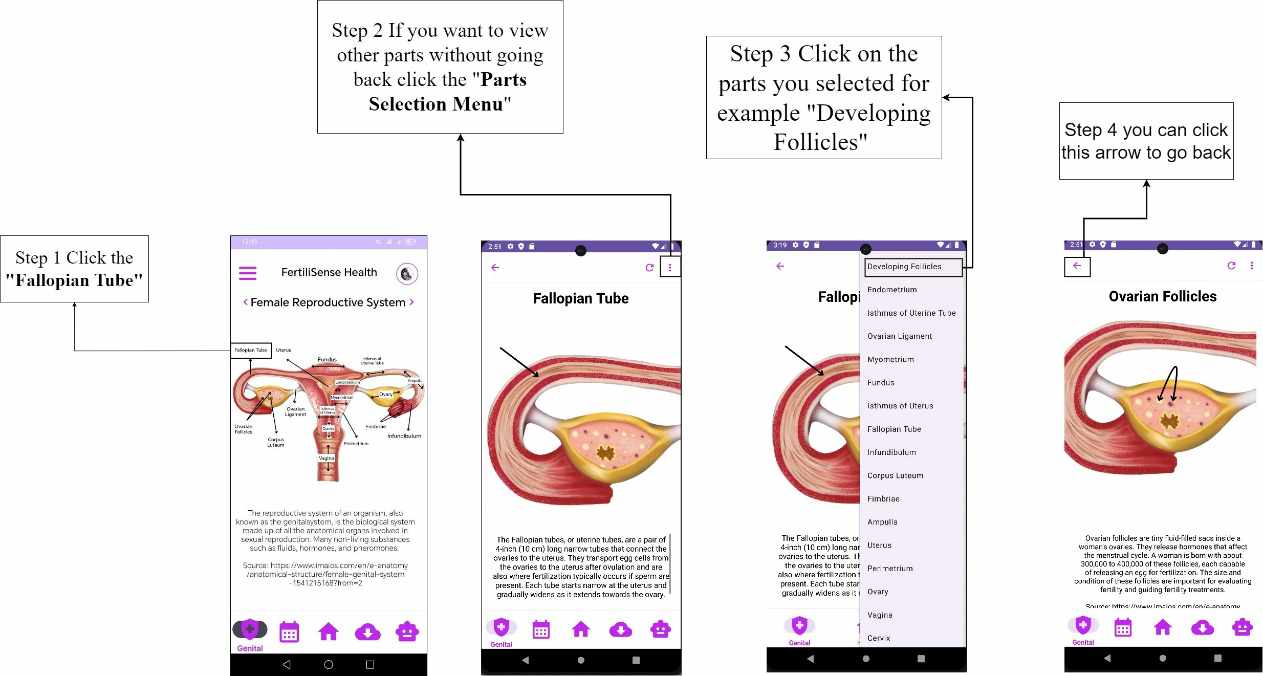 Step 1 Click the
"Fallopian Tube"
Step 2 If you want to view
other parts without going
back click the "Parts
Selection Menu"
Step 3 Click on the
parts you selected for
example "Developing
Follicles"
Step 4 you can click
this arrow to go back
FertiliSense Health
< Female Reproductive System >
Fallopian Tube
Uterus
Fundus
Ovary
Ovarian
Ligament
Ovarian
Follicles
Corpus
Luteum
Infundibulum
Vagina
The reproductive system of an organism, also
known as the genitalsystem, is the biological system
made up of all the anatomical organs involved in
sexual reproduction. Many non-living substances
such as fluids, hormones, and pheromones.
Source: https://www.imaios.com/en/e-anatomy
/anatomical-structure/female-genital-system
-1541215168?from=2
Genital
2:51
Fallopian Tube
The Fallopian tubes, or uterine tubes, are a pair of
4-inch (10 cm) long narrow tubes that connect the
ovaries to the uterus. They transport egg cells from
the ovaries to the uterus after ovulation and are
also where fertilization typically occurs if sperm are
present. Each tube starts narrow at the uterus and
gradually widens as it extends towards the ovary.
Genital
3:19
Fallop
The Fallopian tubes, or
4-inch (10 cm) long nar
ovaries to the uterus. T
the ovaries to the ute
also where fertilization
present. Each tube star
gradually widens as it
Genital
Developing Follicles
Endometrium
Isthmus of Uterine Tube
Ovarian Ligament
Myometrium
Fundus
Isthmus of Uterus
Fallopian Tube
Infundibulum
Corpus Luteum
Fimbriae
Ampulla
Uterus
Perimetrium
Ovary
Vagina
Cervix
2:51
Ovarian Follicles
Ovarian follicles are tiny fluid-filled sacs inside a
woman's ovaries. They release hormones that affect
the menstrual cycle. A woman is born with about
300,000 to 400,000 of these follicles, each capable
of releasing an egg for fertilization. The size and
condition of these follicles are important for evaluating
fertility and guiding fertility treatments.
Source: https://www.imaios.com/en/e-anatomy
Genital